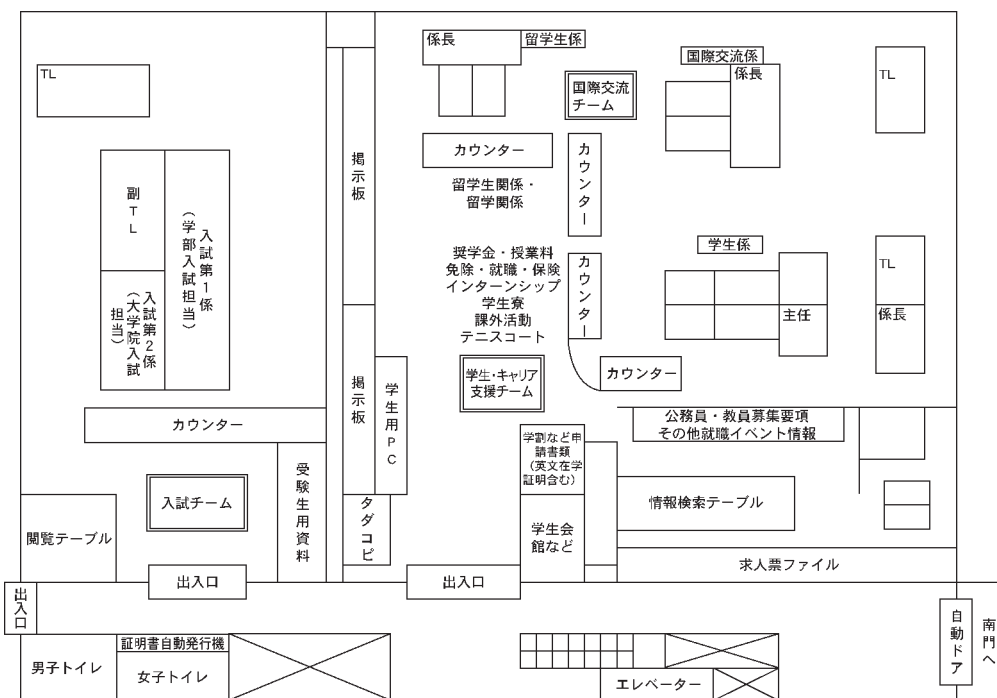 TL
副TL
入試第1係
（学部入試担当）
入試第2係
（大学院入試
担当）
カウンター
入試チーム
閲覧テーブル
受験生用資料
出入口
掲示板
掲示板
学生用PC
タダコピ
係長
留学生係
国際交流
チーム
カウンター
留学生関係・
留学関係
カウンター
国際交流係
係長
TL
奨学金・授業料
免除・就職・保険
インターンシップ
学生寮
課外活動
テニスコート
カウンター
学生・キャリア
支援チーム
カウンター
学生係
主任
TL
係長
学割など申
請書類
（英文在学
証明含む）
学生会
館など
公務員・教員募集要項
その他就職イベント情報
情報検索テーブル
求人票ファイル
出入口
出入口
男子トイレ
証明書自動発行機
女子トイレ
エレベーター
自動ドア
南門へ